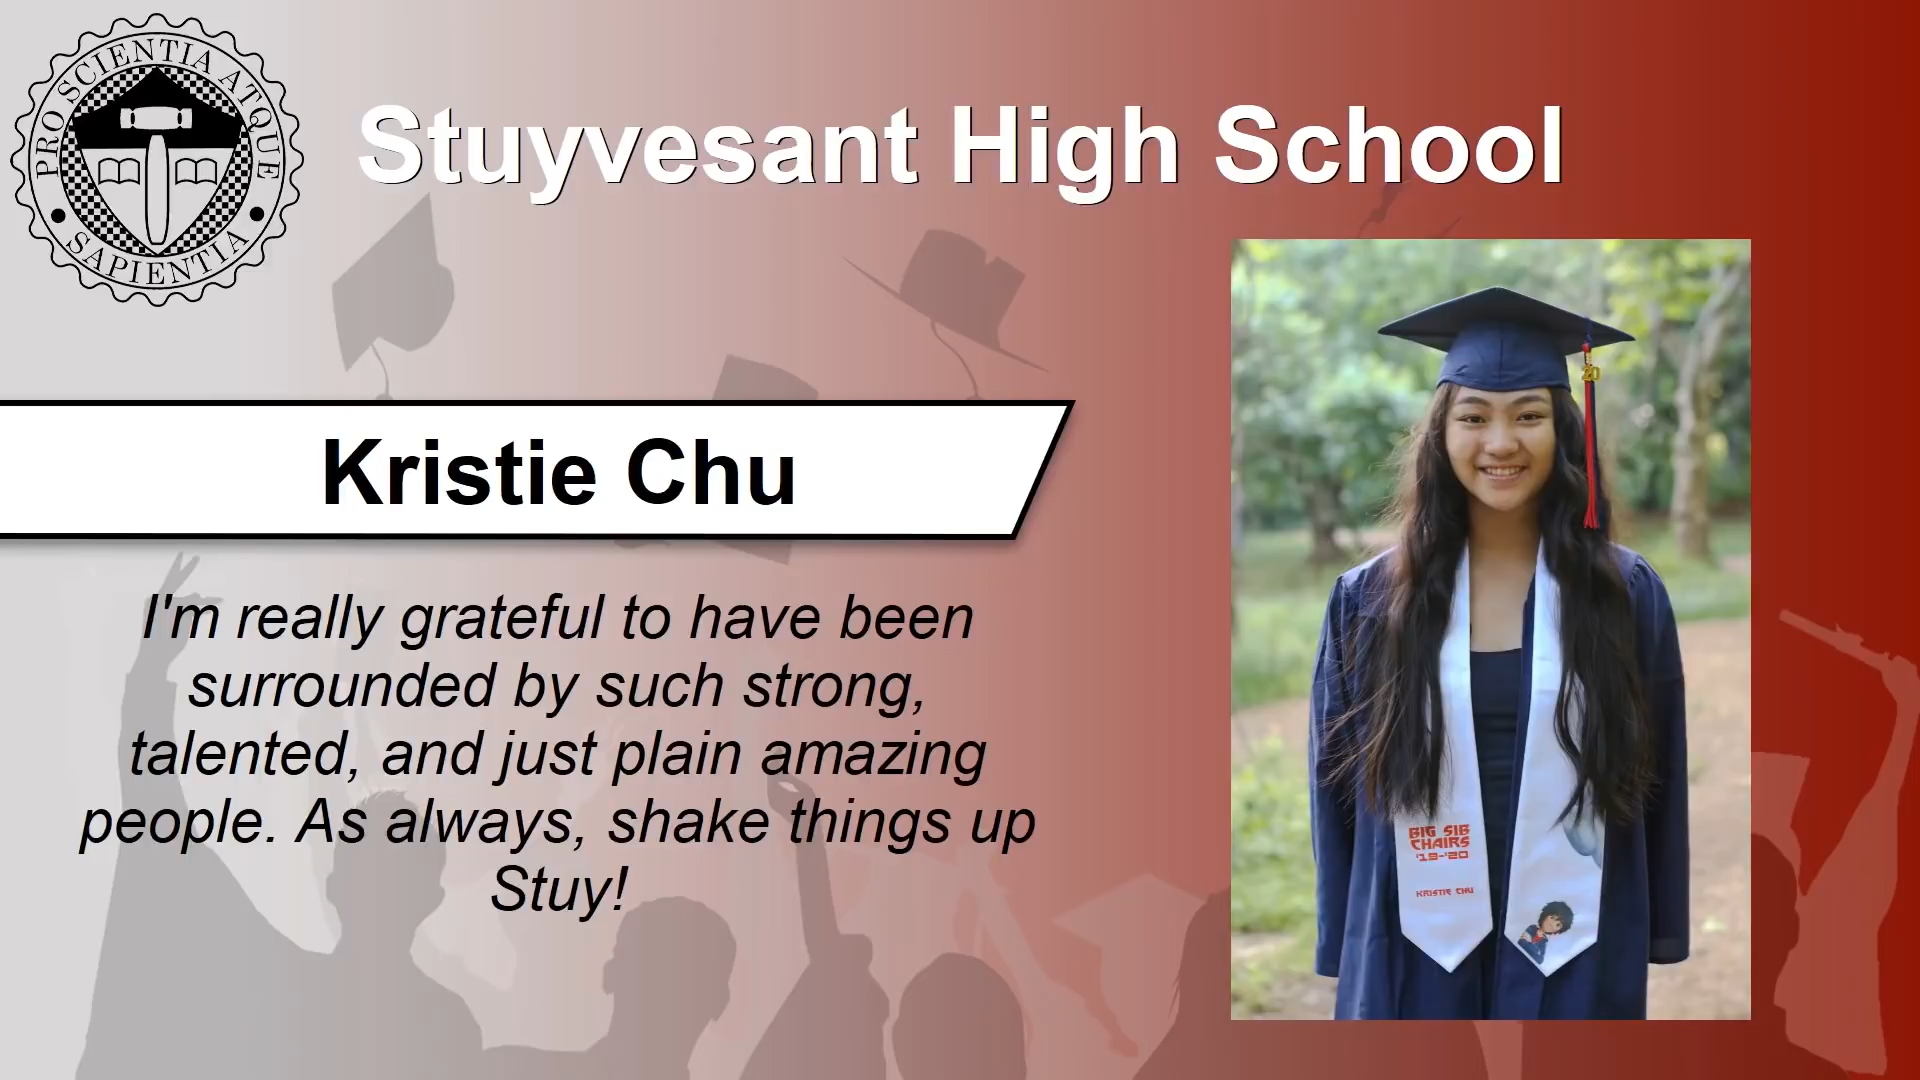 PRO SCIENTIA ATQUE
SAPIENTIA
Stuyvesant High School
Kristie Chu
I'm really grateful to have been
surrounded by such strong,
talented, and just plain amazing
people. As always, shake things up
Stuy!
20
BIG SIB
CHAIRS
'19-'20
KRISTIE CHU